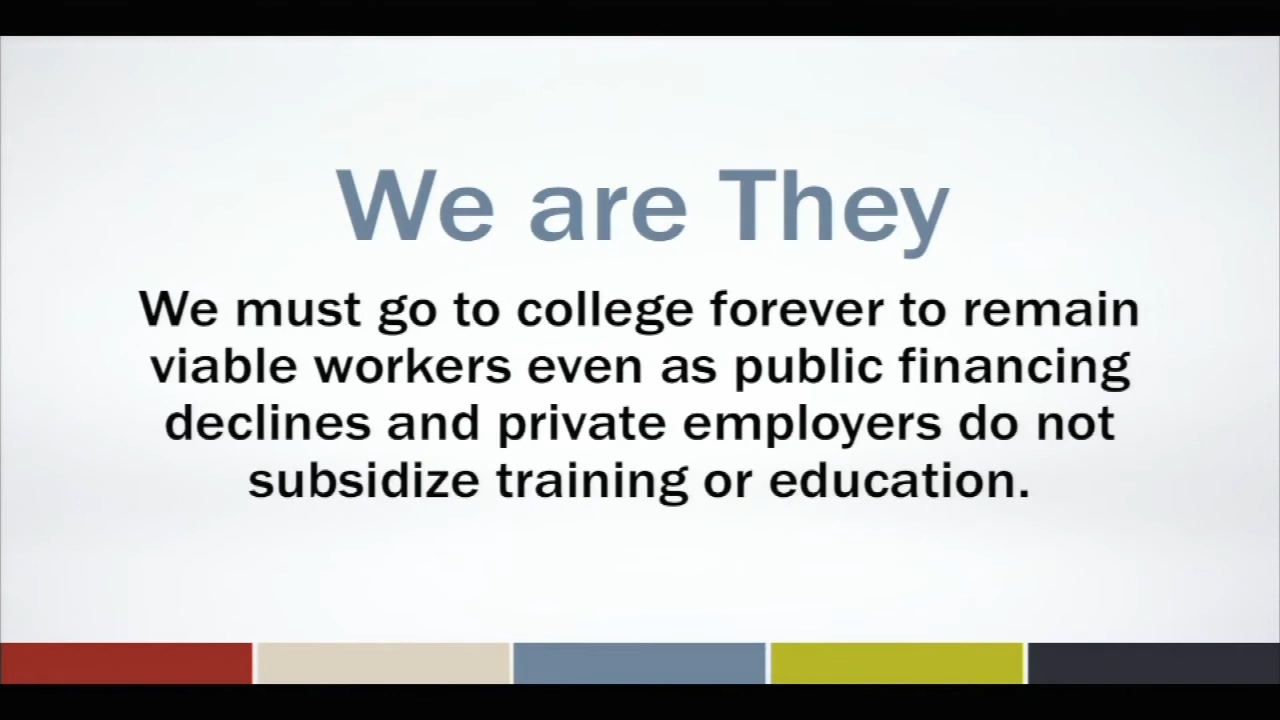 We are They
We must go to college forever to remain
viable workers even as public financing
declines and private employers do not
subsidize training or education.